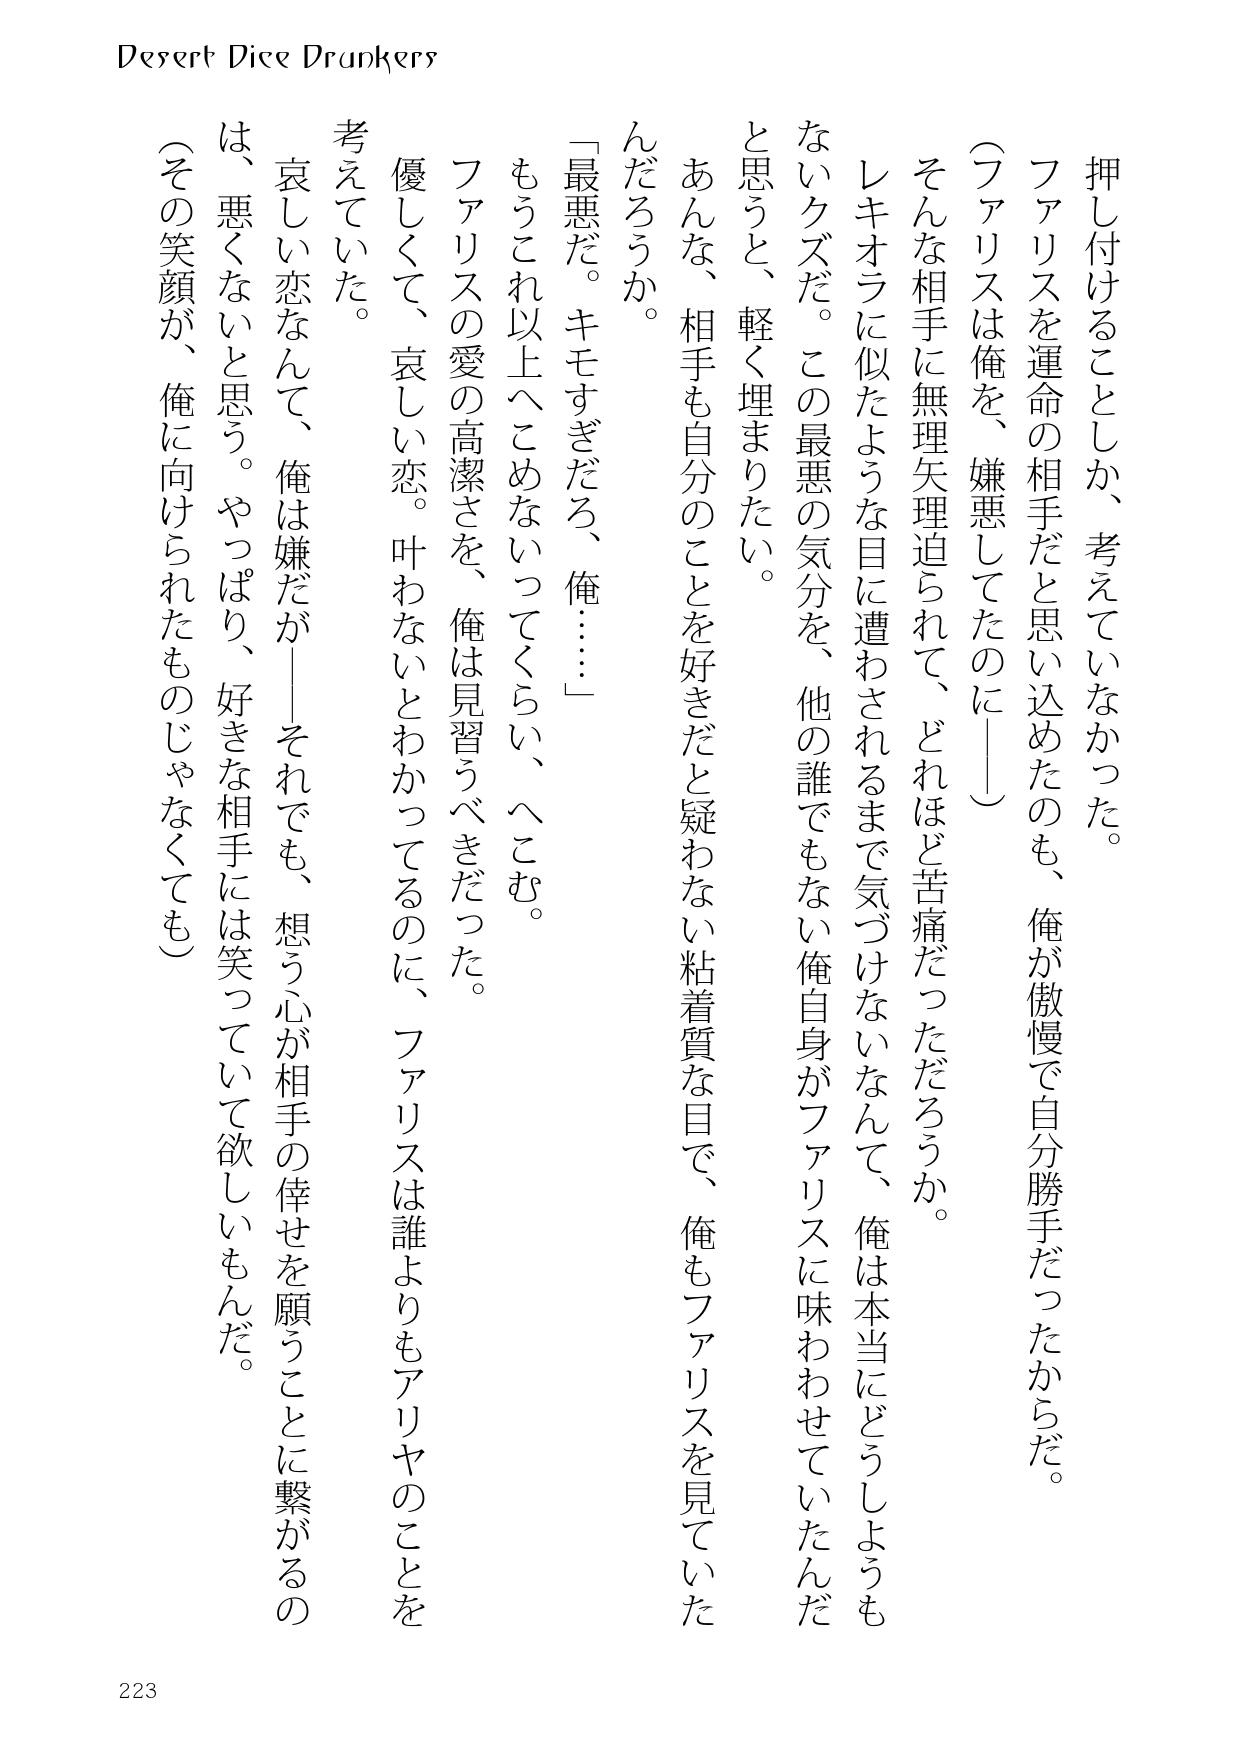 Desert Dice Drunkers
押し付けることしか、考えていなかった。
ファリスを運命の相手だと思い込めたのも、俺が傲慢で自分勝手だったからだ。
（ファリスは俺を、嫌悪してたのに――）
そんな相手に無理矢理迫られて、どれほど苦痛だっただろうか。
レキオラに似たような目に遭わされるまで気づけないなんて、俺は本当にどうしようも
ないクズだ。この最悪の気分を、他の誰でもない俺自身がファリスに味わわせていたんだ
と思うと、軽く埋まりたい。
あんな、相手も自分のことを好きだと疑わない粘着質な目で、俺もファリスを見ていた
んだろうか。
「最悪だ。キモすぎだろ、俺……」
もうこれ以上へこめないってくらい、へこむ。
ファリスの愛の高潔さを、俺は見習うべきだった。
優しくて、哀しい恋。叶わないとわかってるのに、ファリスは誰よりもアリヤのことを
考えていた。
哀しい恋なんて、俺は嫌だが――それでも、想う心が相手の倖せを願うことに繋がるの
は、悪くないと思う。やっぱり、好きな相手には笑っていて欲しいもんだ。
（その笑顔が、俺に向けられたものじゃなくても）
223